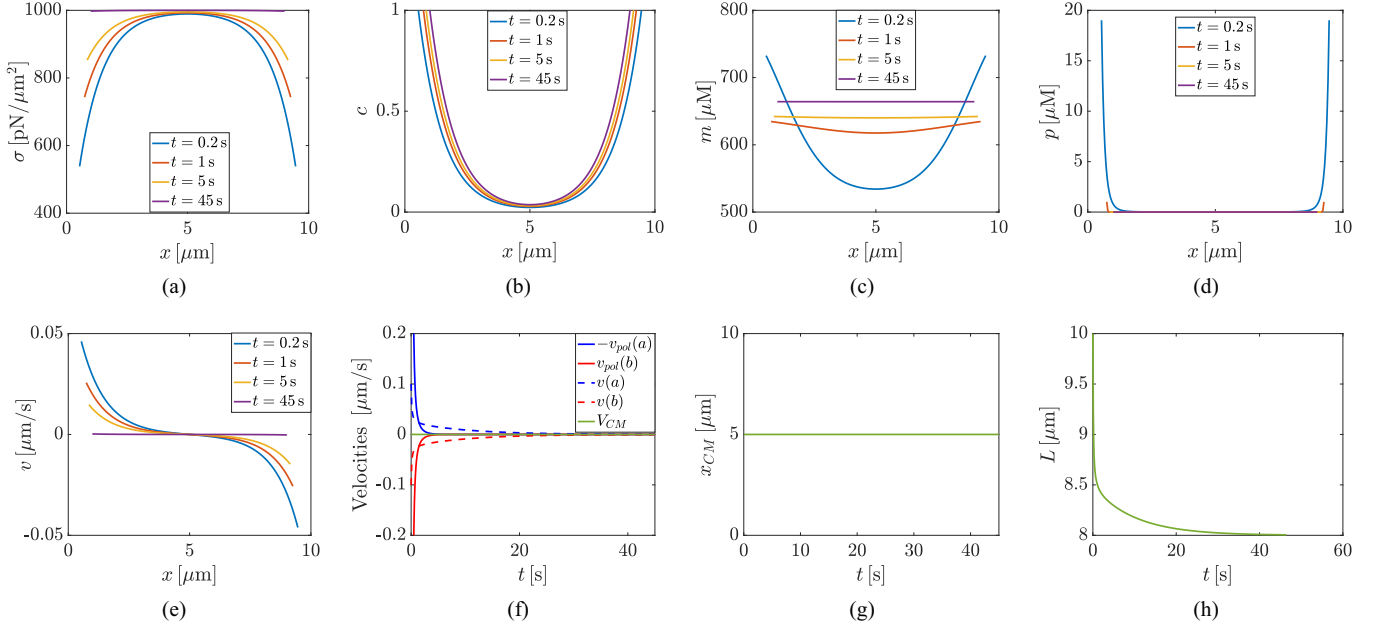 1000
800
600
400
σ [pN/μm²]
t = 0.2 s
t = 1 s
t = 5 s
t = 45 s
0
5
10
x [μm]
(a)
1
0.5
0
c
t = 0.2 s
t = 1 s
t = 5 s
t = 45 s
0
5
10
x [μm]
(b)
800
700
600
500
m [μM]
t = 0.2 s
t = 1 s
t = 5 s
t = 45 s
0
5
10
x [μm]
(c)
20
15
10
5
0
p [μM]
t = 0.2 s
t = 1 s
t = 5 s
t = 45 s
0
5
10
x [μm]
(d)
0.05
0
-0.05
v [μm/s]
t = 0.2 s
t = 1 s
t = 5 s
t = 45 s
0
5
10
x [μm]
(e)
0.2
0.1
0
-0.1
-0.2
Velocities [μm/s]
−v_pol(a)
v_pol(b)
v(a)
v(b)
V_CM
0
20
40
t [s]
(f)
10
5
0
x_CM [μm]
0
10
20
30
40
t [s]
(g)
10
9.5
9
8.5
8
L [μm]
0
20
40
60
t [s]
(h)